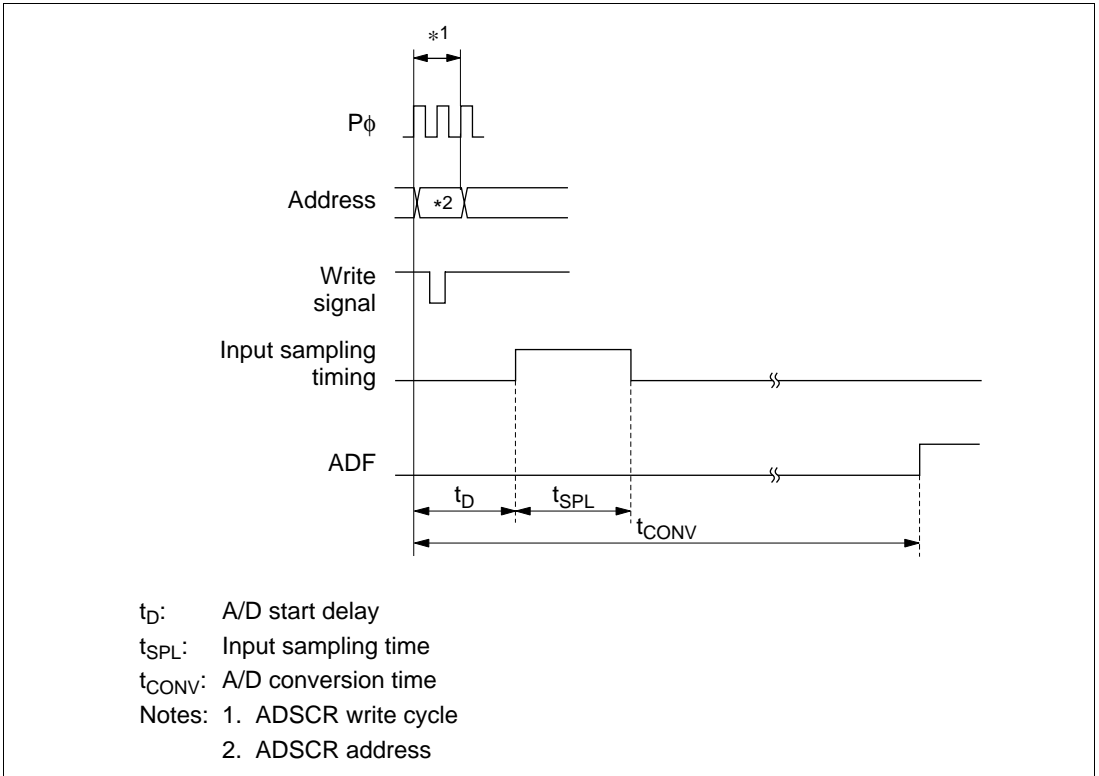 *1
Pϕ
Address
*2
Write
signal
Input sampling
timing
ADF
tD
tSPL
tCONV
tD: A/D start delay
tSPL: Input sampling time
tCONV: A/D conversion time
Notes: 1. ADSCR write cycle
2. ADSCR address